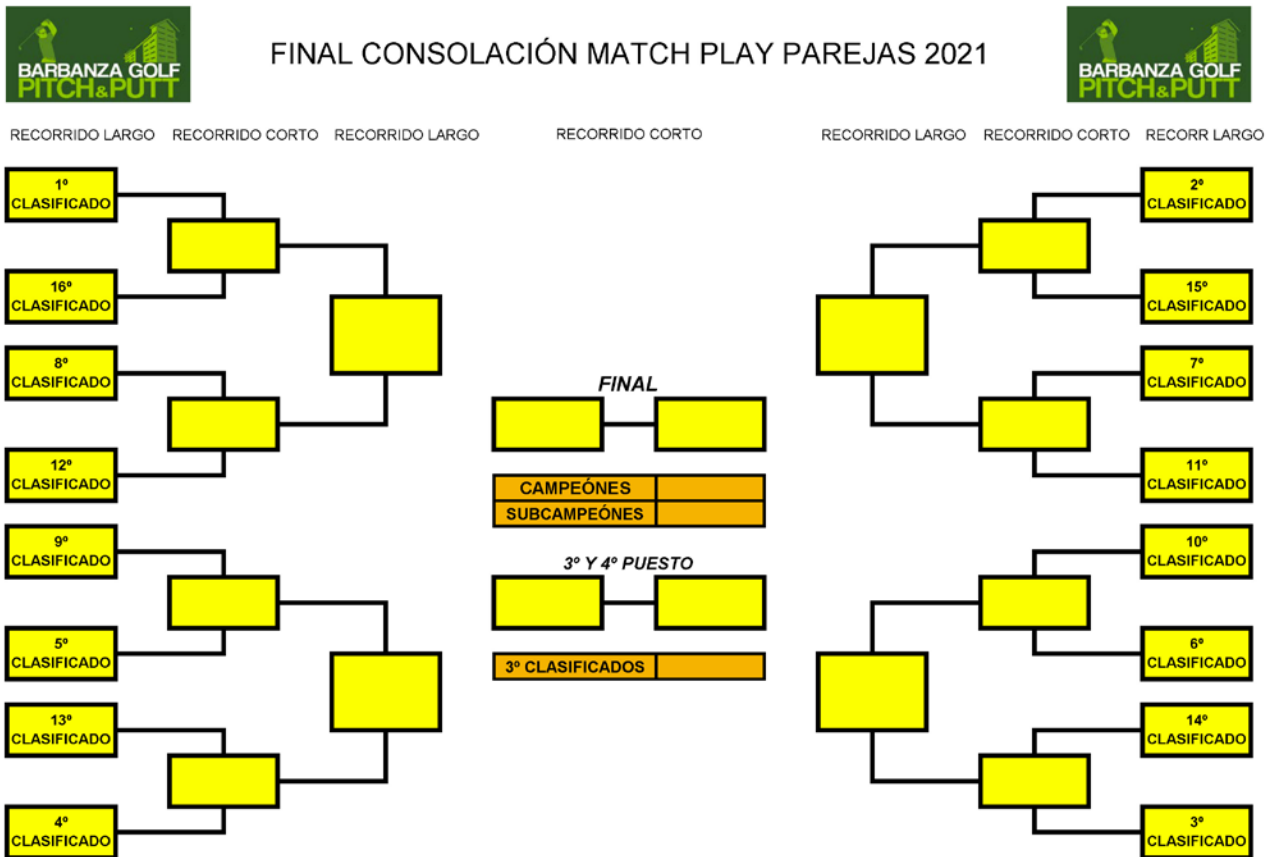 BARBANZA GOLF
PITCH&PUTT
FINAL CONSOLACIÓN MATCH PLAY PAREJAS 2021
BARBANZA GOLF
PITCH&PUTT
RECORRIDO LARGO RECORRIDO CORTO RECORRIDO LARGO RECORRIDO CORTO RECORRIDO LARGO RECORRIDO CORTO RECORR LARGO
1º
CLASIFICADO
16º
CLASIFICADO
8º
CLASIFICADO
12º
CLASIFICADO
9º
CLASIFICADO
5º
CLASIFICADO
13º
CLASIFICADO
4º
CLASIFICADO
FINAL
CAMPEÓNES
SUBCAMPEÓNES
3º Y 4º PUESTO
3º CLASIFICADOS
2º
CLASIFICADO
15º
CLASIFICADO
7º
CLASIFICADO
11º
CLASIFICADO
10º
CLASIFICADO
6º
CLASIFICADO
14º
CLASIFICADO
3º
CLASIFICADO